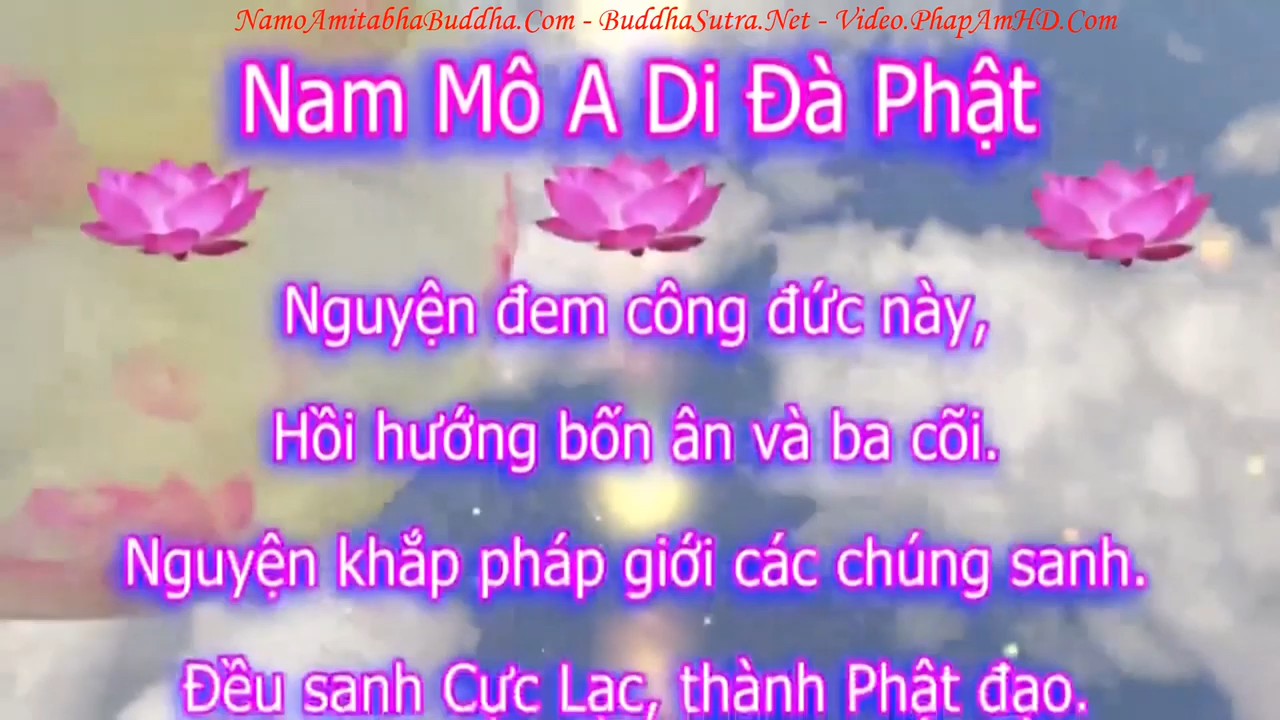 NamoAmitabhaBuddha.Com - BuddhaSutra.Net - Video.PhapAmHD.Com
Nam Mô A Di Đà Phật
Nguyện đem công đức này,
Hồi hướng bốn ân và ba cõi.
Nguyện khắp pháp giới các chúng sanh.
Đều sanh Cực Lạc, thành Phật đạo.